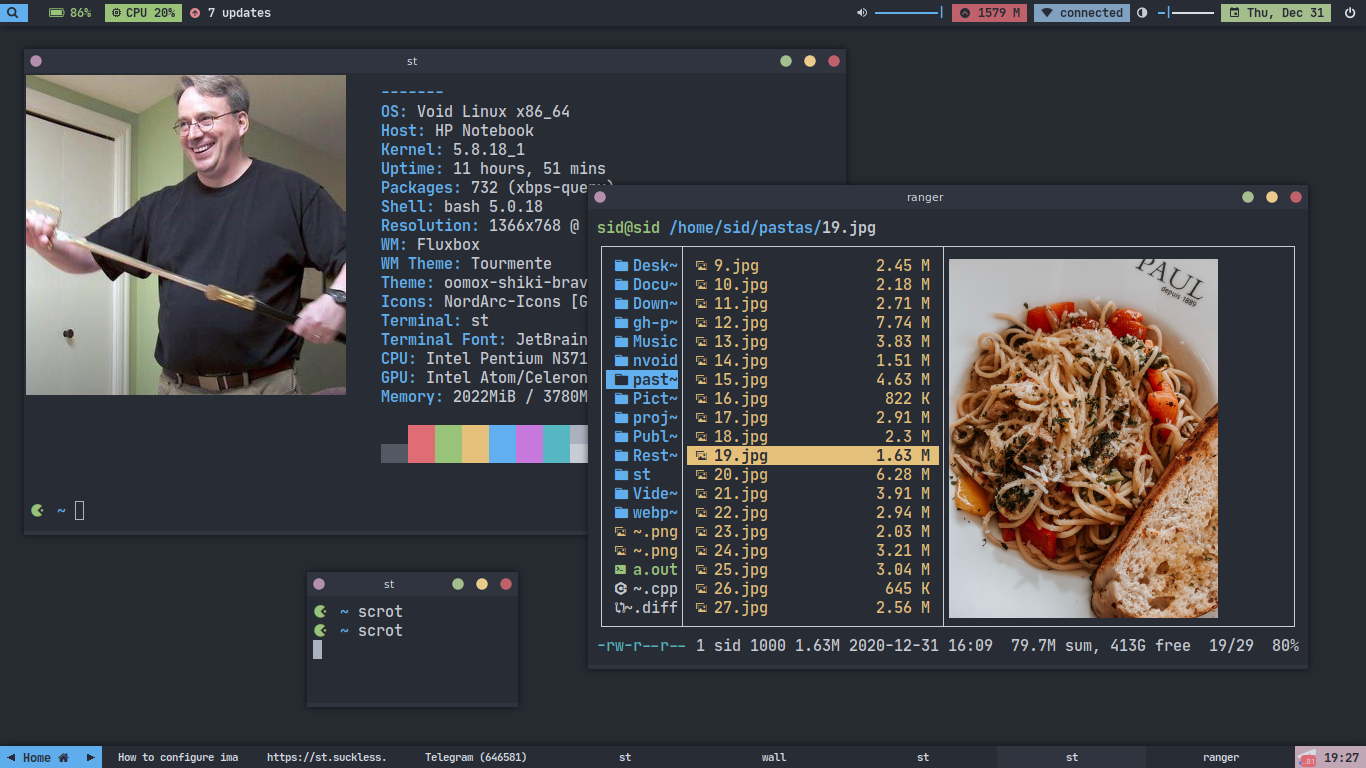 86% CPU 20% 7 updates 1579 M connected Thu, Dec 31
st
-------
OS: Void Linux x86_64
Host: HP Notebook
Kernel: 5.8.18_1
Uptime: 11 hours, 51 mins
Packages: 732 (xbps-query)
Shell: bash 5.0.18
Resolution: 1366x768 @
WM: Fluxbox
WM Theme: Tourmente
Theme: oomox-shiki-brav
Icons: NordArc-Icons [G
Terminal: st
Terminal Font: JetBrain
CPU: Intel Pentium N371
GPU: Intel Atom/Celeron
Memory: 2022MiB / 3780M
~
ranger
sid@sid /home/sid/pastas/19.jpg
Desk~ 9.jpg 2.45 M
Docu~ 10.jpg 2.18 M
Down~ 11.jpg 2.71 M
gh-p~ 12.jpg 7.74 M
Music 13.jpg 3.83 M
nvoid 14.jpg 1.51 M
past~ 15.jpg 4.63 M
Pict~ 16.jpg 822 K
proj~ 17.jpg 2.91 M
Publ~ 18.jpg 2.3 M
Rest~ 19.jpg 1.63 M
st 20.jpg 6.28 M
Vide~ 21.jpg 3.91 M
webp~ 22.jpg 2.94 M
~.png 23.jpg 2.03 M
~.png 24.jpg 3.21 M
a.out 25.jpg 3.04 M
~.cpp 26.jpg 645 K
~.diff 27.jpg 2.56 M
PAUL
depuis 1889
-rw-r--r-- 1 sid 1000 1.63M 2020-12-31 16:09 79.7M sum, 413G free 19/29 80%
st
~ scrot
~ scrot
Home How to configure ima https://st.suckless. Telegram (646581) st wall st st ranger 19:27